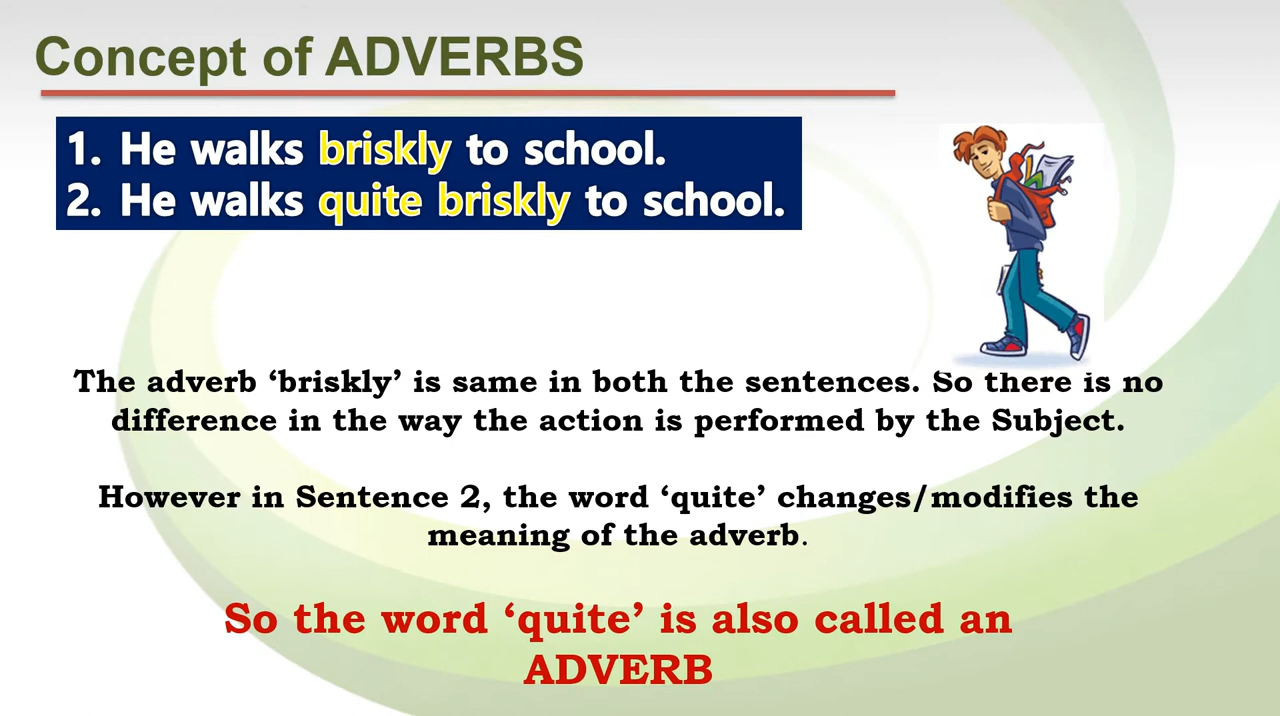 Concept of ADVERBS
1. He walks briskly to school.
2. He walks quite briskly to school.
The adverb ‘briskly’ is same in both the sentences. So there is no
difference in the way the action is performed by the Subject.
However in Sentence 2, the word ‘quite’ changes/modifies the
meaning of the adverb.
So the word ‘quite’ is also called an
ADVERB